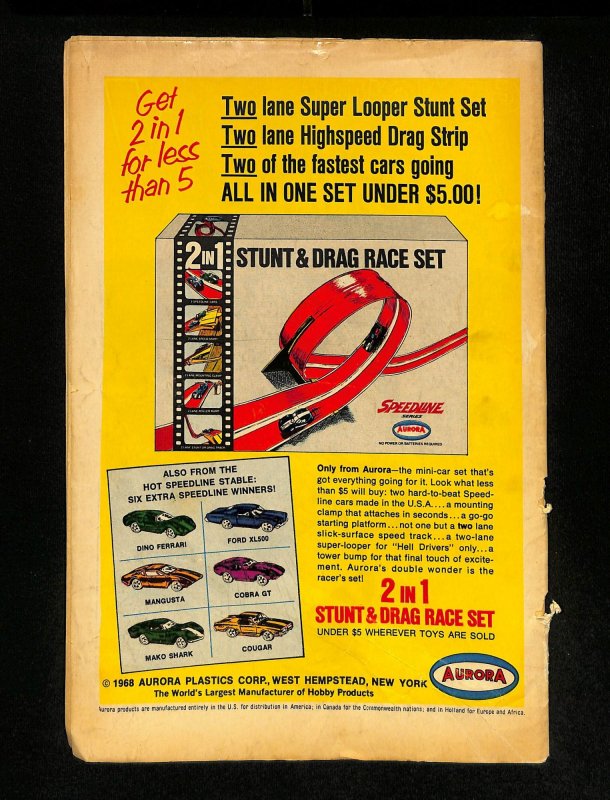 Get
2 in 1
for less
than 5
Two lane Super Looper Stunt Set
Two lane Highspeed Drag Strip
Two of the fastest cars going
ALL IN ONE SET UNDER $5.00!
2 IN 1
STUNT & DRAG RACE SET
2 SPEEDLINE CARS
SPEEDLINE
SERIES
AURORA
NO POWER OR BATTERIES REQUIRED
ALSO FROM THE
HOT SPEEDLINE STABLE:
SIX EXTRA SPEEDLINE WINNERS!
DINO FERRARI
FORD XL500
MANGUSTA
COBRA GT
MAKO SHARK
COUGAR
Only from Aurora—the mini-car set that's
got everything going for it. Look what less
than $5 will buy: two hard-to-beat Speed-
line cars made in the U.S.A.... a mounting
clamp that attaches in seconds... a go-go
starting platform... not one but a two lane
slick-surface speed track... a two-lane
super-looper for "Hell Drivers" only... a
tower bump for that final touch of excite-
ment. Aurora's double wonder is the
racer's set!
2 IN 1
STUNT & DRAG RACE SET
UNDER $5 WHEREVER TOYS ARE SOLD
© 1968 AURORA PLASTICS CORP., WEST HEMPSTEAD, NEW YORK
The World's Largest Manufacturer of Hobby Products
AURORA
Aurora products are manufactured entirely in the U.S. for distribution in America; in Canada for the Commonwealth nations; and in Holland for Europe and Africa.